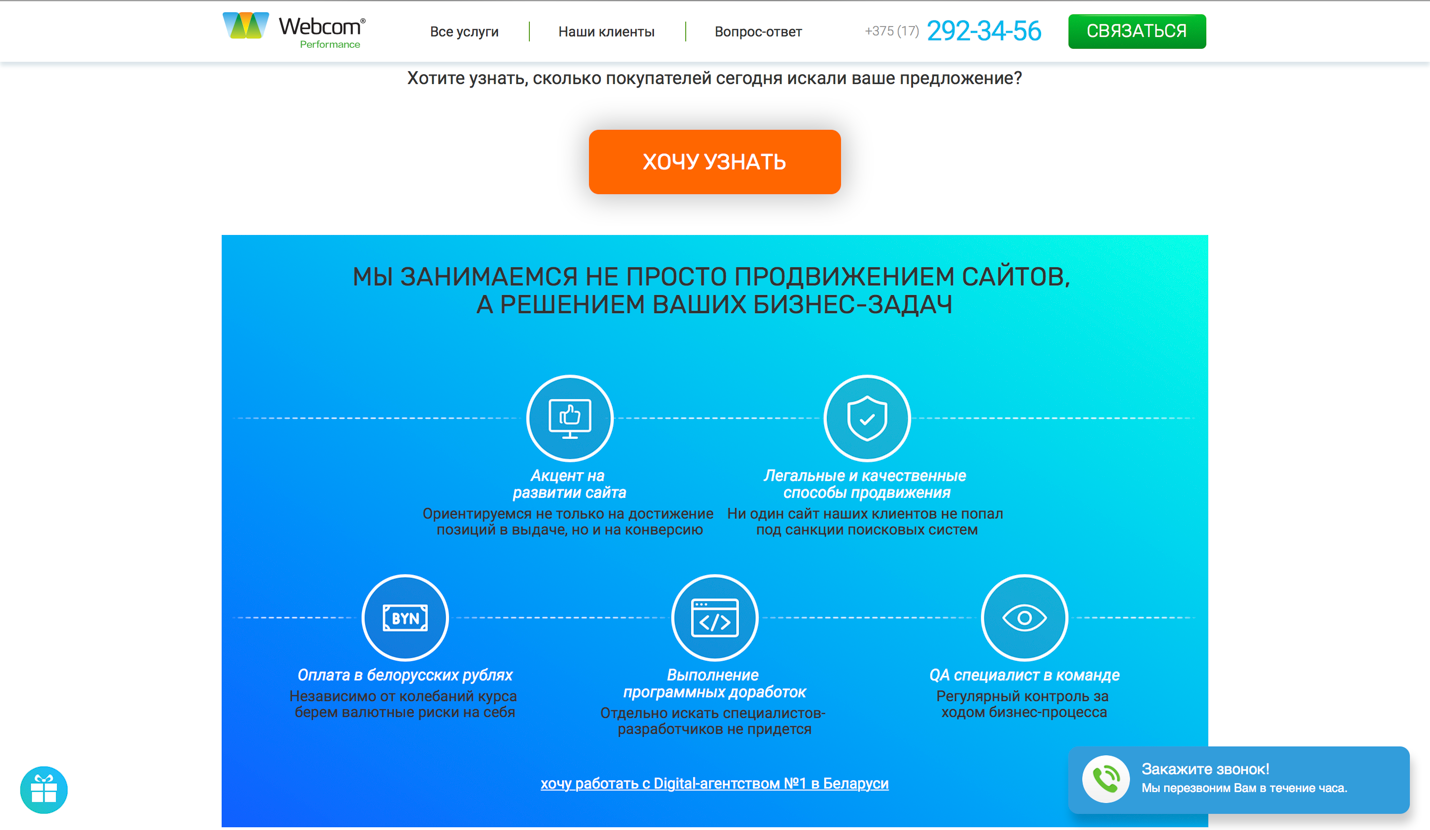 Webcom®
Performance
Все услуги
Наши клиенты
Вопрос-ответ
+375 (17) 292-34-56
СВЯЗАТЬСЯ
Хотите узнать, сколько покупателей сегодня искали ваше предложение?
ХОЧУ УЗНАТЬ
МЫ ЗАНИМАЕМСЯ НЕ ПРОСТО ПРОДВИЖЕНИЕМ САЙТОВ,
А РЕШЕНИЕМ ВАШИХ БИЗНЕС-ЗАДАЧ
Акцент на
развитии сайта
Ориентируемся не только на достижение
позиций в выдаче, но и на конверсию
Легальные и качественные
способы продвижения
Ни один сайт наших клиентов не попал
под санкции поисковых систем
BYN
Оплата в белорусских рублях
Независимо от колебаний курса
берем валютные риски на себя
</>
Выполнение
программных доработок
Отдельно искать специалистов-
разработчиков не придется
QA специалист в команде
Регулярный контроль за
ходом бизнес-процесса
хочу работать с Digital-агентством №1 в Беларуси
Закажите звонок!
Мы перезвоним Вам в течение часа.